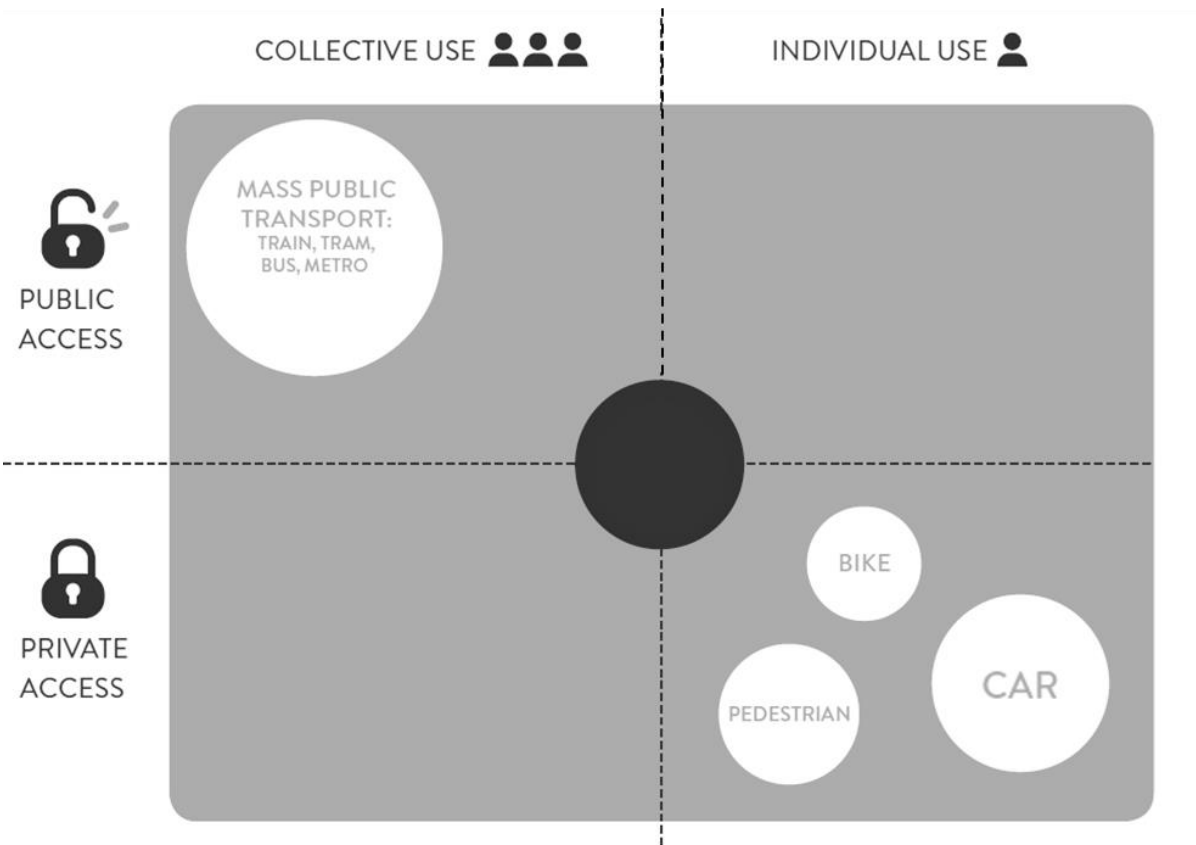 COLLECTIVE USE
INDIVIDUAL USE
MASS PUBLIC
TRANSPORT:
TRAIN, TRAM,
BUS, METRO
PUBLIC
ACCESS
BIKE
PRIVATE
ACCESS
CAR
PEDESTRIAN